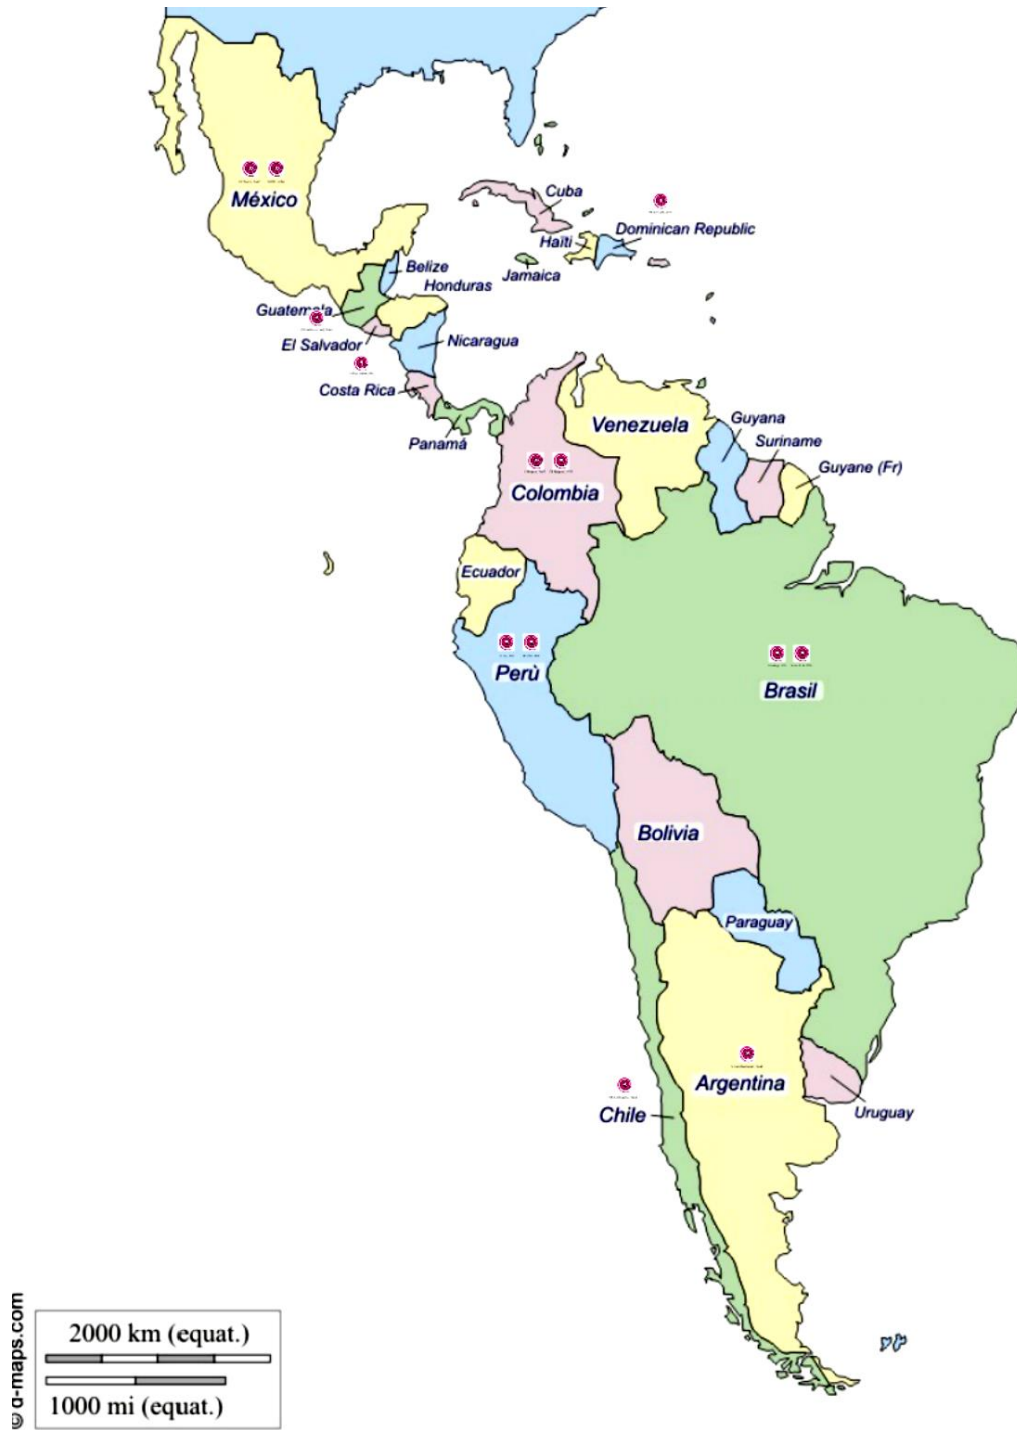 México
Cuba
Dominican Republic
Haïti
Jamaica
Belize
Honduras
Guatemala
El Salvador
Nicaragua
Costa Rica
Panamá
Venezuela
Guyana
Suriname
Guyane (Fr)
Colombia
Ecuador
Perù
Brasil
Bolivia
Paraguay
Argentina
Chile
Uruguay
2000 km (equat.)
1000 mi (equat.)
© d-maps.com